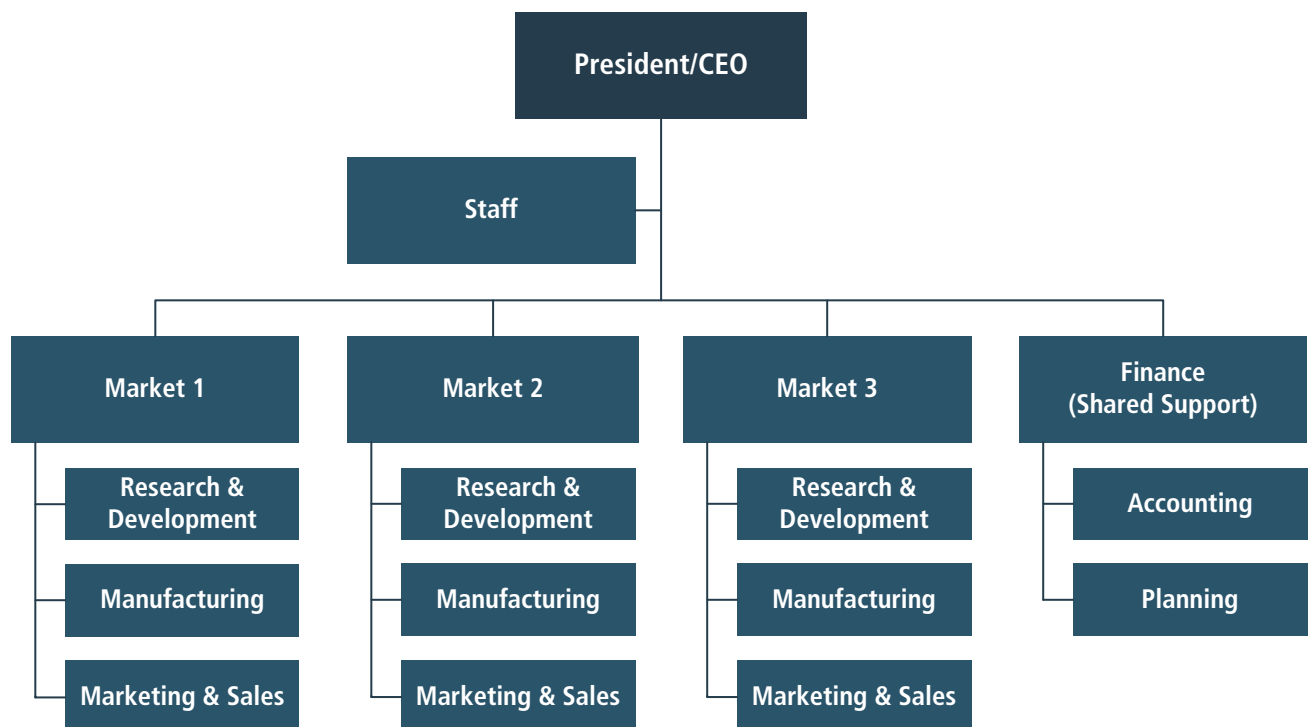 President/CEO
Staff
Market 1
Market 2
Market 3
Finance
(Shared Support)
Research &
Development
Manufacturing
Marketing & Sales
Research &
Development
Manufacturing
Marketing & Sales
Research &
Development
Manufacturing
Marketing & Sales
Accounting
Planning